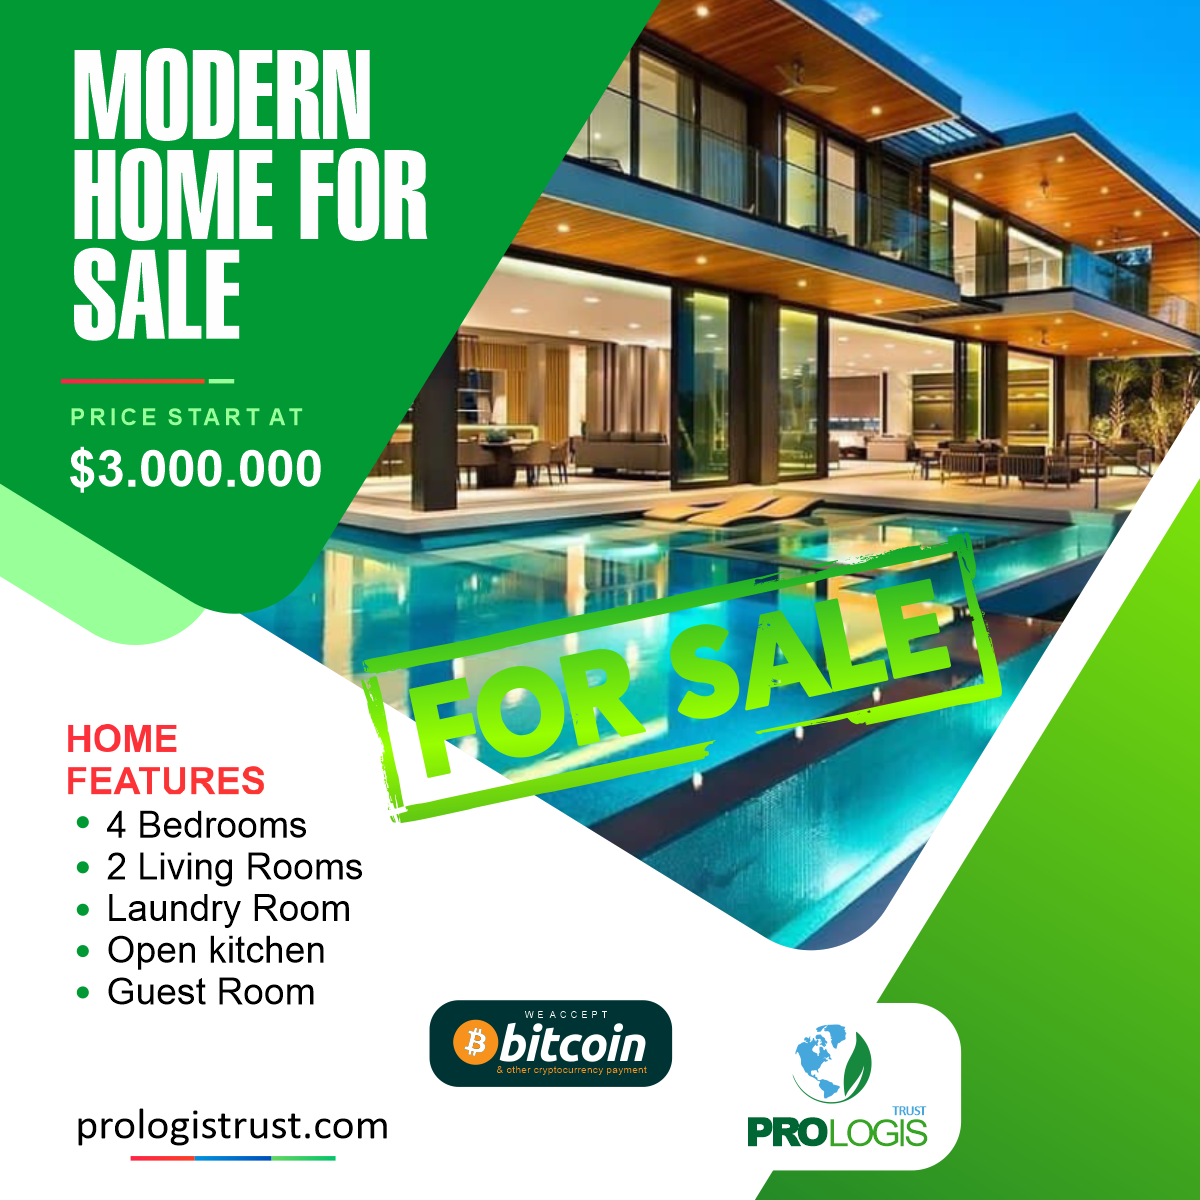 MODERN
HOME FOR
SALE
PRICE START AT
$3.000.000
FOR SALE
HOME
FEATURES
4 Bedrooms
2 Living Rooms
Laundry Room
Open kitchen
Guest Room
WE ACCEPT
bitcoin
& other cryptocurrency payment
prologistrust.com
TRUST
PROLOGIS